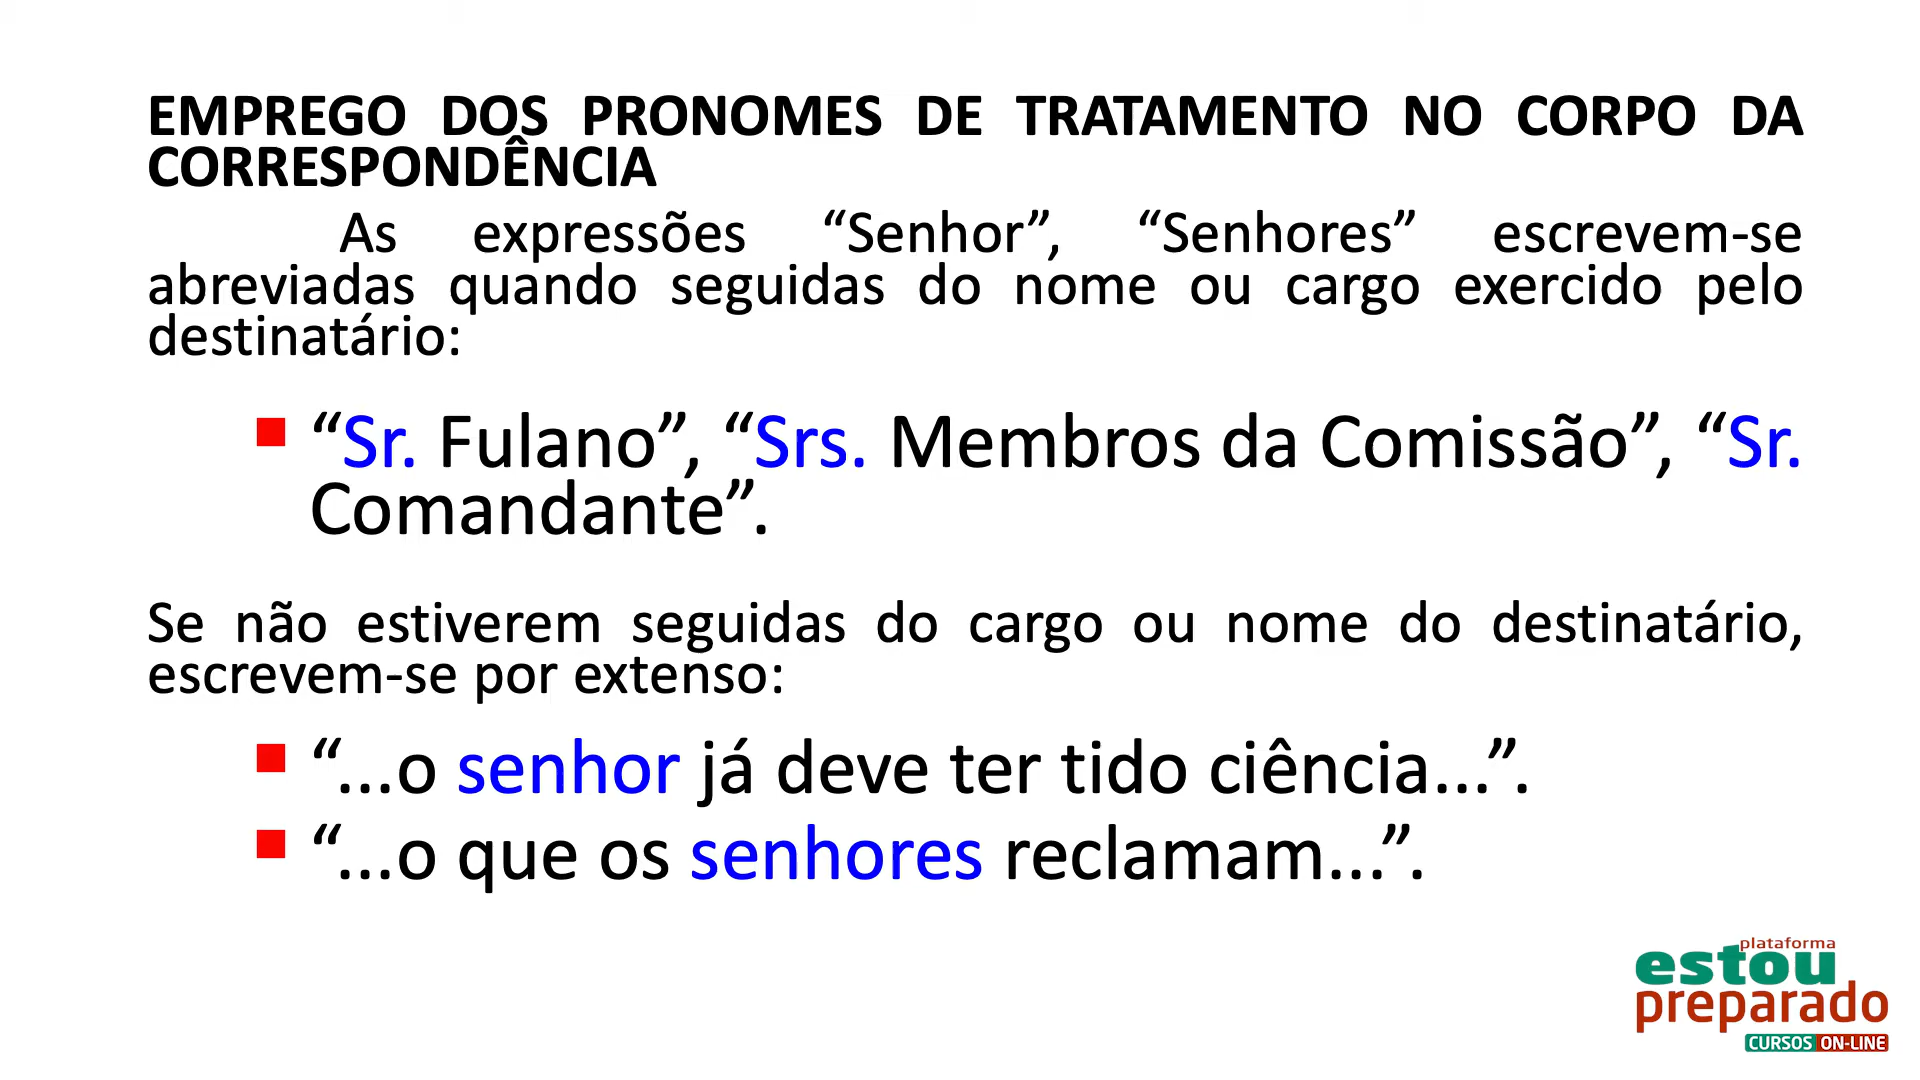 EMPREGO DOS PRONOMES DE TRATAMENTO NO CORPO DA
CORRESPONDÊNCIA
As expressões “Senhor”, “Senhores” escrevem-se
abreviadas quando seguidas do nome ou cargo exercido pelo
destinatário:
“Sr. Fulano”, “Srs. Membros da Comissão”, “Sr.
Comandante”.
Se não estiverem seguidas do cargo ou nome do destinatário,
escrevem-se por extenso:
“...o senhor já deve ter tido ciência...”.
“...o que os senhores reclamam...”.
plataforma
estou
preparado
CURSOS ON-LINE